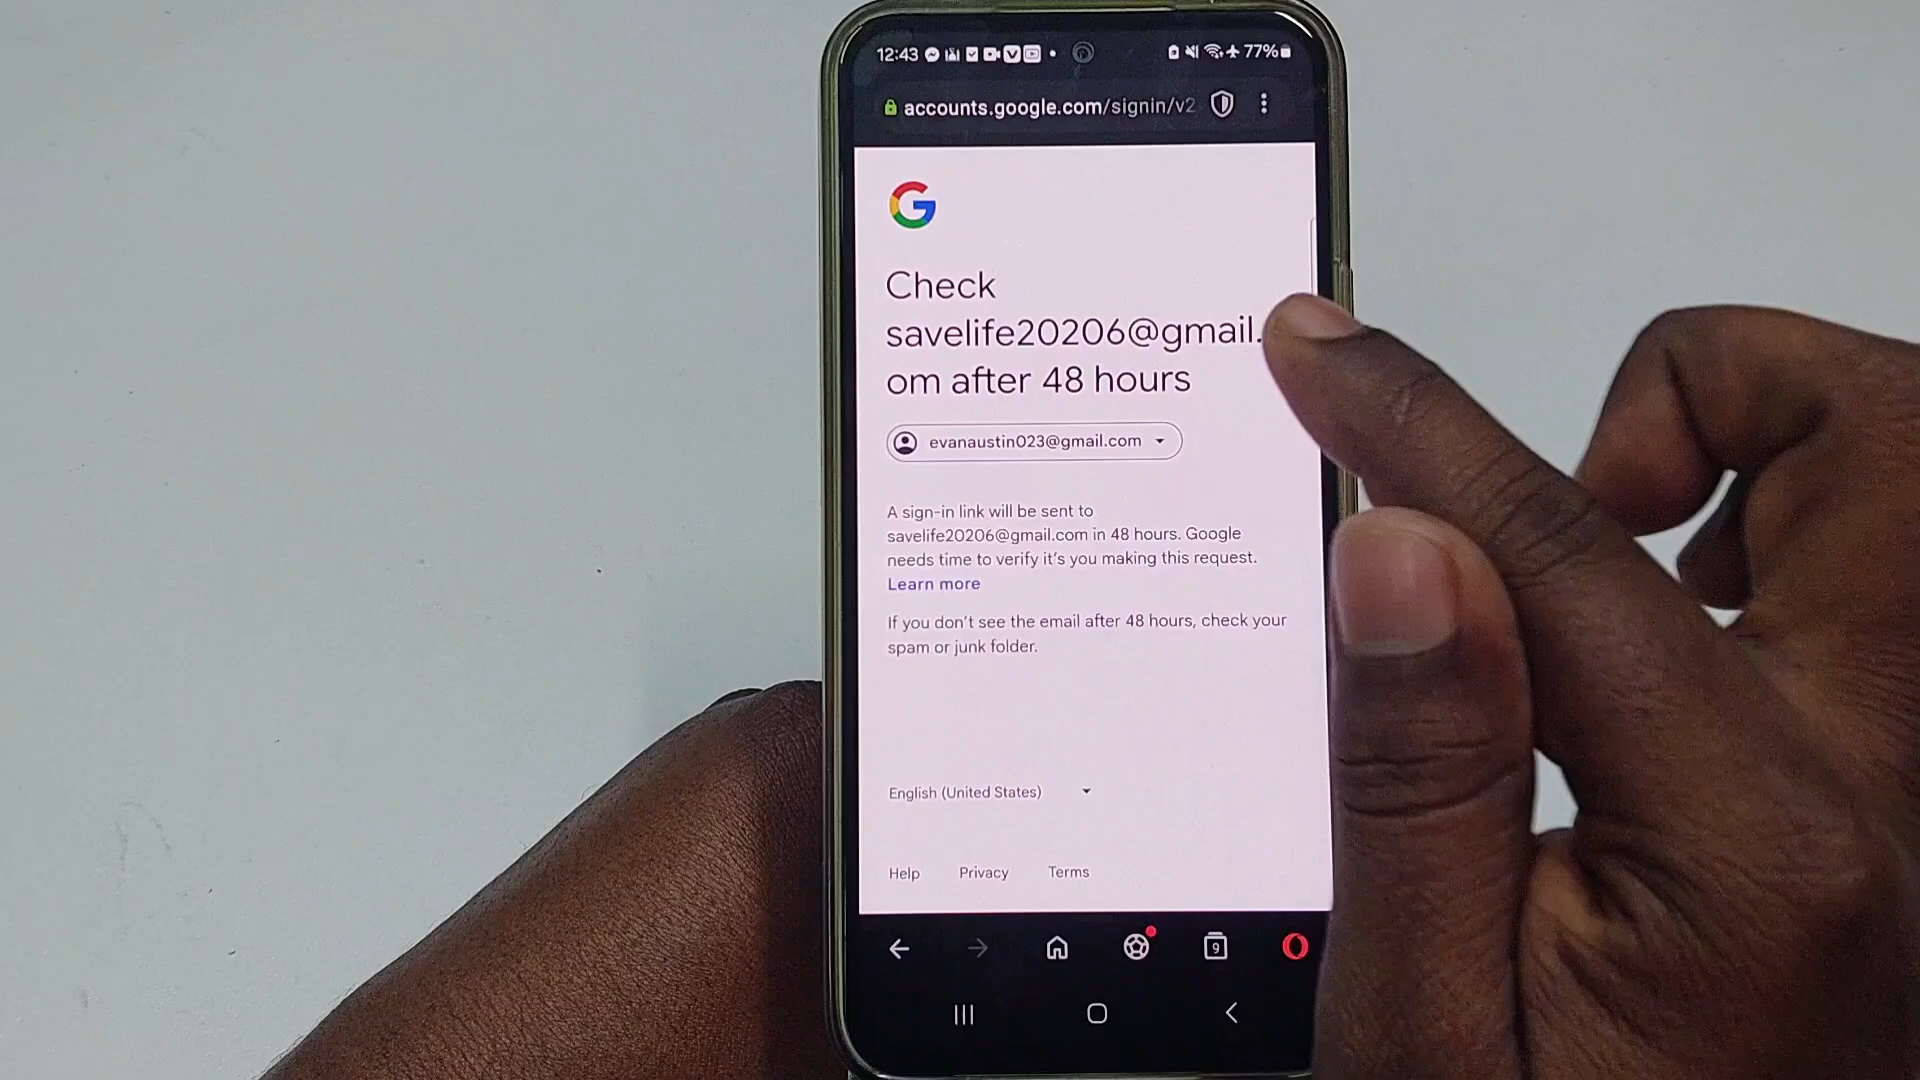 12:43
77%
accounts.google.com/signin/v2
G
Check
savelife20206@gmail.
om after 48 hours
evanaustin023@gmail.com
A sign-in link will be sent to
savelife20206@gmail.com in 48 hours. Google
needs time to verify it's you making this request.
Learn more
If you don't see the email after 48 hours, check your
spam or junk folder.
English (United States)
Help Privacy Terms
9